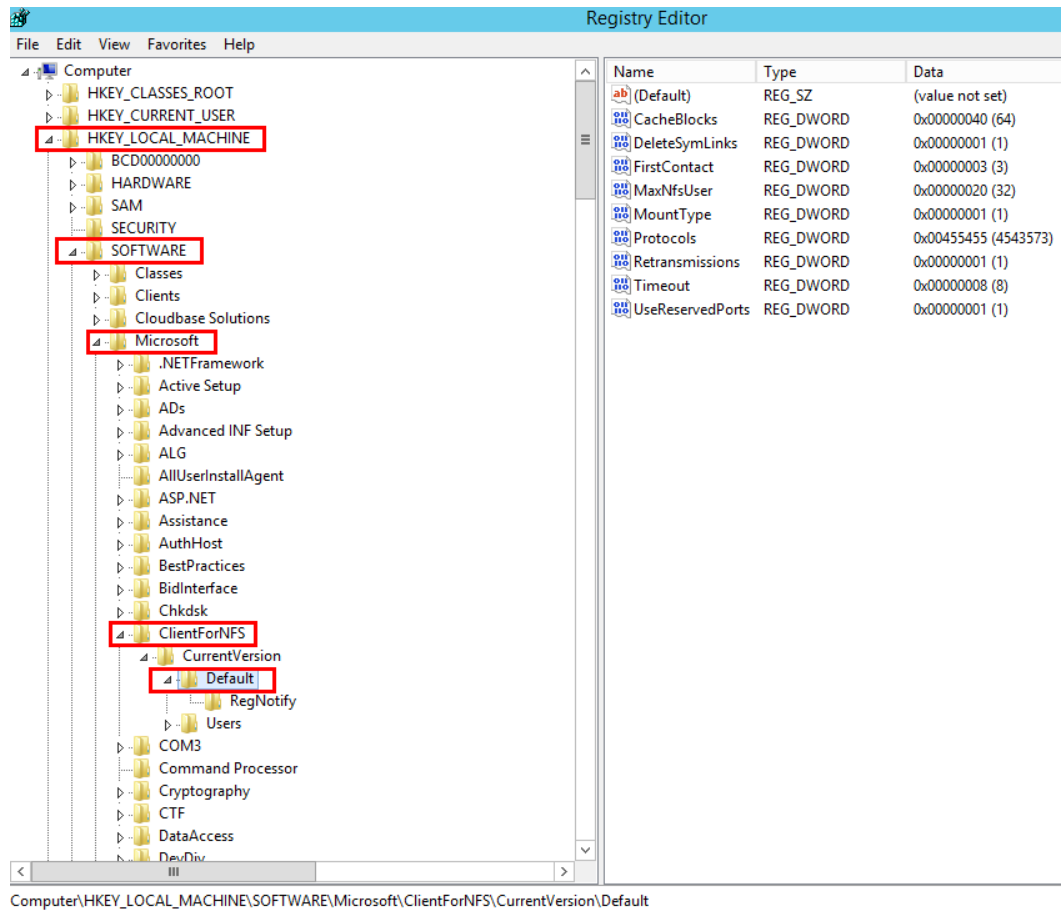 Registry Editor
File Edit View Favorites Help
Computer
HKEY_CLASSES_ROOT
HKEY_CURRENT_USER
HKEY_LOCAL_MACHINE
BCD00000000
HARDWARE
SAM
SECURITY
SOFTWARE
Classes
Clients
Cloudbase Solutions
Microsoft
.NETFramework
Active Setup
ADs
Advanced INF Setup
ALG
AllUserInstallAgent
ASP.NET
Assistance
AuthHost
BestPractices
BidInterface
Chkdsk
ClientForNFS
CurrentVersion
Default
RegNotify
Users
COM3
Command Processor
Cryptography
CTF
DataAccess
DevDiv
Name Type Data
(Default) REG_SZ (value not set)
CacheBlocks REG_DWORD 0x00000040 (64)
DeleteSymLinks REG_DWORD 0x00000001 (1)
FirstContact REG_DWORD 0x00000003 (3)
MaxNfsUser REG_DWORD 0x00000020 (32)
MountType REG_DWORD 0x00000001 (1)
Protocols REG_DWORD 0x00455455 (4543573)
Retransmissions REG_DWORD 0x00000001 (1)
Timeout REG_DWORD 0x00000008 (8)
UseReservedPorts REG_DWORD 0x00000001 (1)
Computer\HKEY_LOCAL_MACHINE\SOFTWARE\Microsoft\ClientForNFS\CurrentVersion\Default